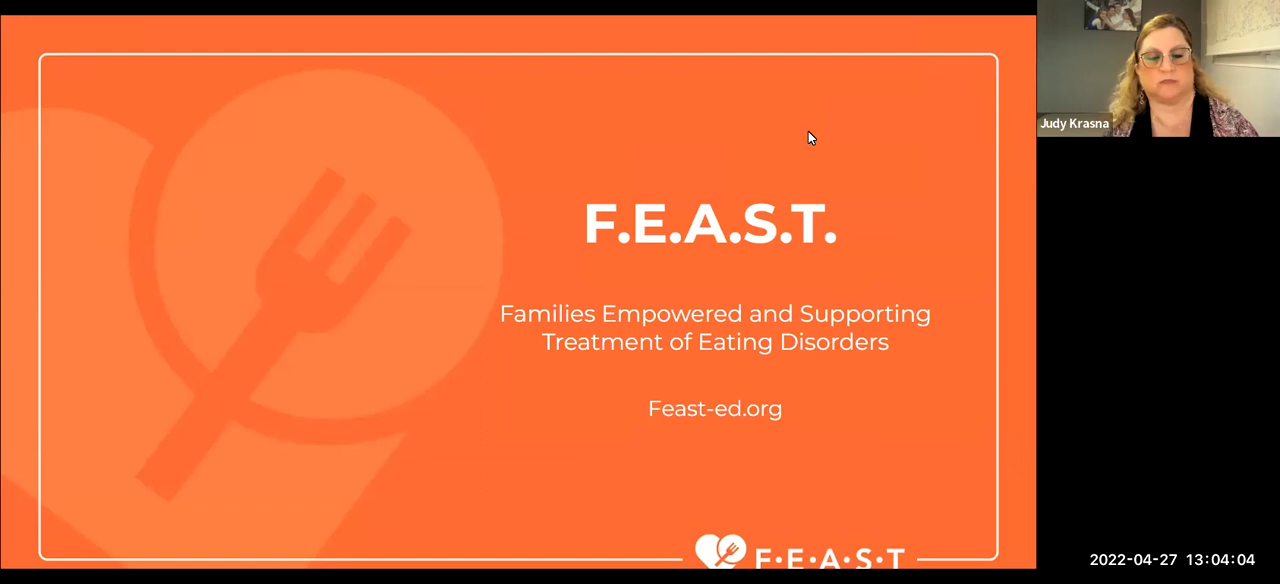 F.E.A.S.T.
Families Empowered and Supporting
Treatment of Eating Disorders
Feast-ed.org
F·E·A·S·T
Judy Krasna
2022-04-27 13:04:04